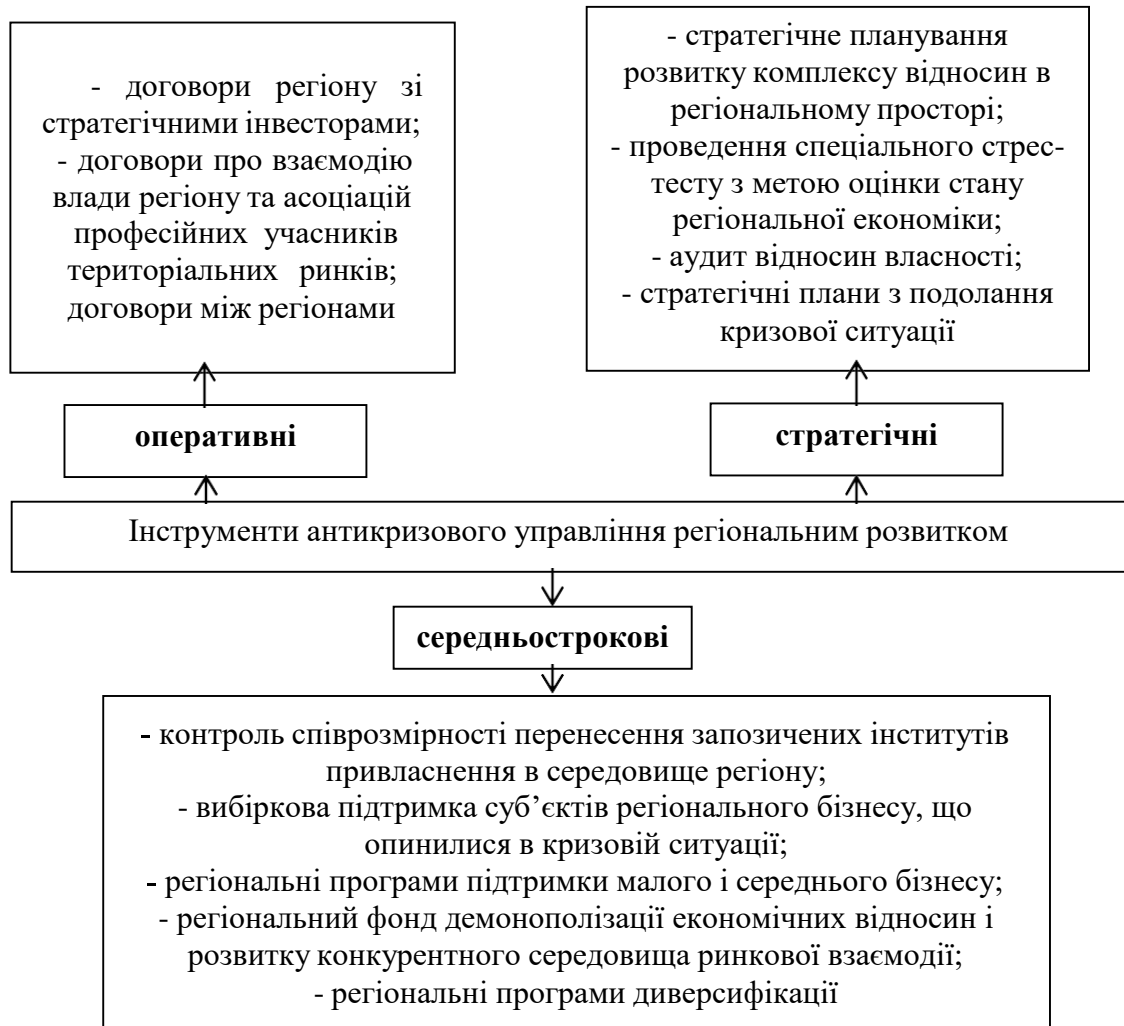 - договори регіону зі
стратегічними інвесторами;
- договори про взаємодію
влади регіону та асоціацій
професійних учасників
територіальних ринків;
договори між регіонами
- стратегічне планування
розвитку комплексу відносин в
регіональному просторі;
- проведення спеціального стрес-
тесту з метою оцінки стану
регіональної економіки;
- аудит відносин власності;
- стратегічні плани з подолання
кризової ситуації
оперативні
стратегічні
Інструменти антикризового управління регіональним розвитком
середньострокові
- контроль співрозмірності перенесення запозичених інститутів
привласнення в середовище регіону;
- вибіркова підтримка суб’єктів регіонального бізнесу, що
опинилися в кризовій ситуації;
- регіональні програми підтримки малого і середнього бізнесу;
- регіональний фонд демонополізації економічних відносин і
розвитку конкурентного середовища ринкової взаємодії;
- регіональні програми диверсифікації